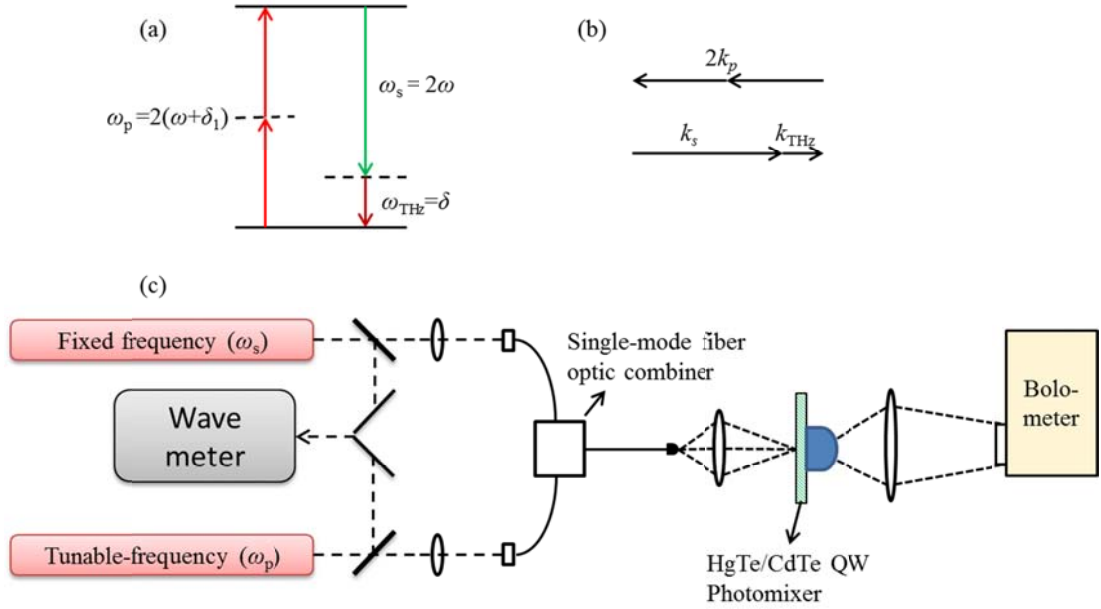 (a)
ωp=2(ω+δ1)
ωs = 2ω
ωTHz=δ
(b)
2kp
ks
kTHz
(c)
Fixed frequency (ωs)
Wave
meter
Tunable-frequency (ωp)
Single-mode fiber
optic combiner
Bolo-
meter
HgTe/CdTe QW
Photomixer